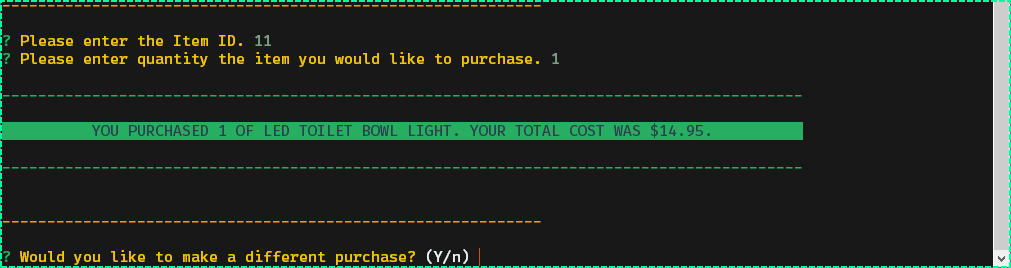 ? Please enter the Item ID. 11
? Please enter quantity the item you would like to purchase. 1
YOU PURCHASED 1 OF LED TOILET BOWL LIGHT. YOUR TOTAL COST WAS $14.95.
? Would you like to make a different purchase? (Y/n)